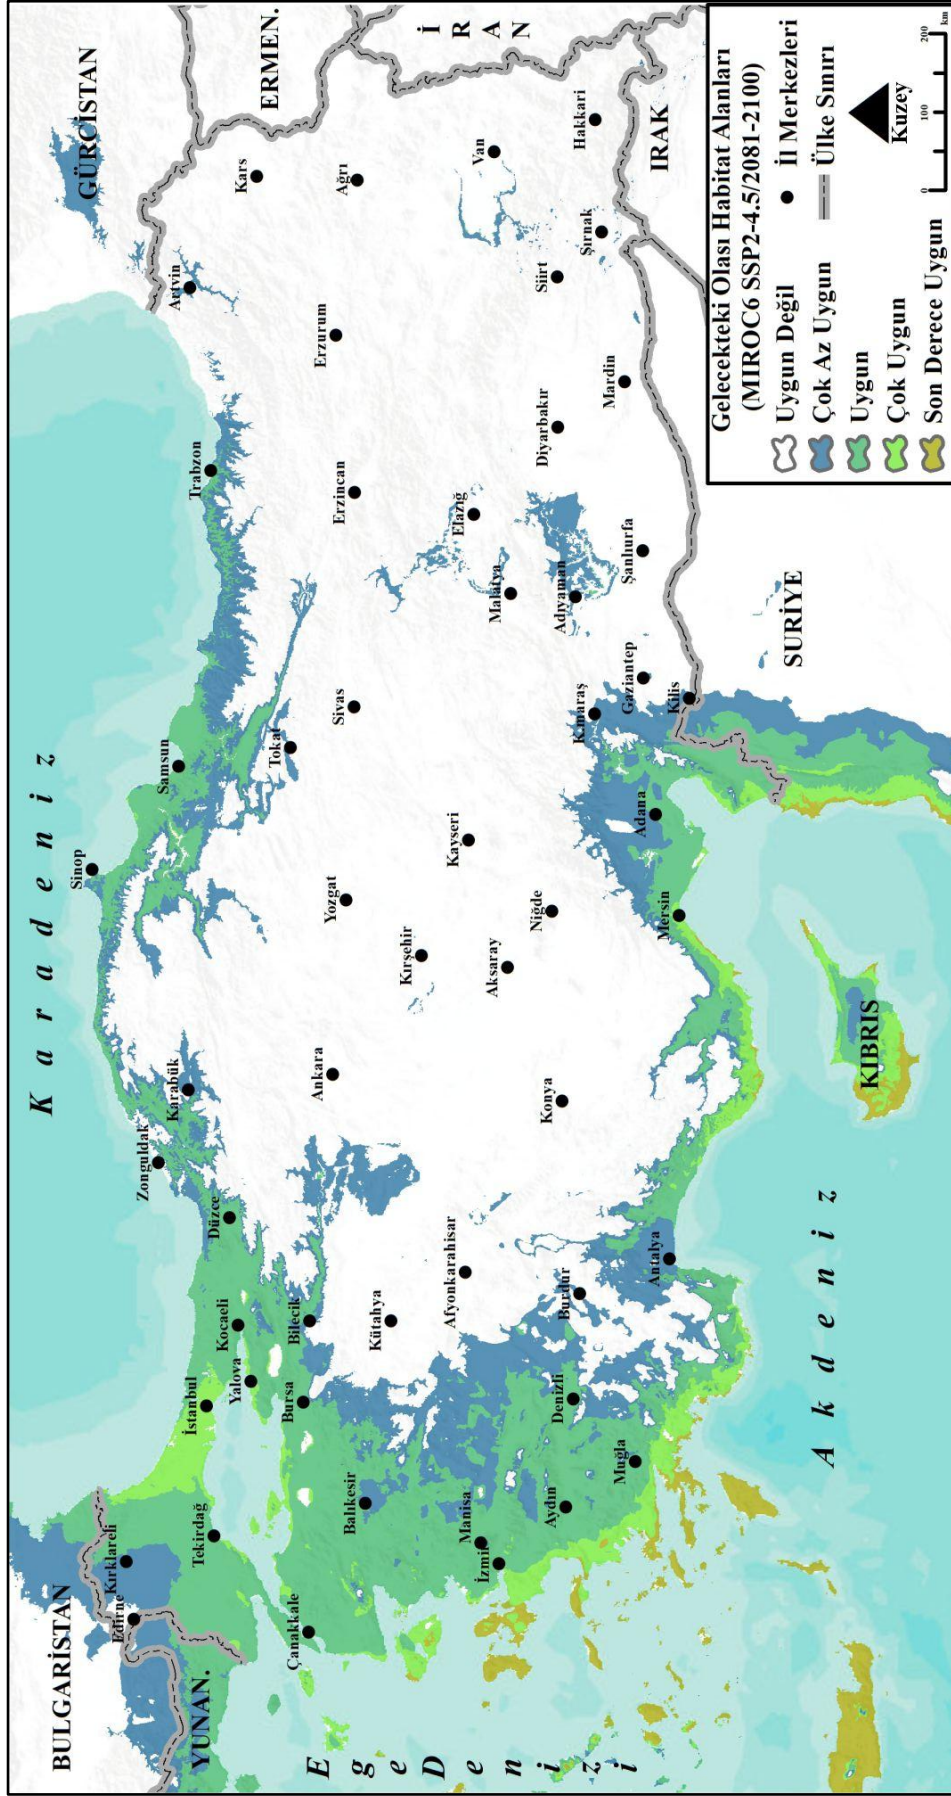 K a r a d e n i z
GÜRCİSTAN
BULGARİSTAN
ERMEN.
İRAN
YUNAN.
Sinop
Zonguldak
Kırklareli
Edirne
Samsun
Artvin
Karabük
Trabzon
İstanbul
Tekirdağ
Düzce
Kocaeli
Yalova
Kars
Tokat
Bilecik
Bursa
Çanakkale
Ankara
Erzurum
Yozgat
Sivas
Erzincan
Ağrı
Balıkesir
Kütahya
Kırşehir
Afyonkarahisar
Kayseri
Elazığ
Manisa
İzmir
Van
Aksaray
Malatya
Niğde
Konya
Diyarbakır
Siirt
Aydın
Denizli
Burdur
Adıyaman
K.maraş
Hakkari
Şırnak
Mardin
Muğla
Şanlıurfa
Gaziantep
Adana
Antalya
Mersin
Kilis
IRAK
SURİYE
KIBRIS
E g e D e n i z i
A k d e n i z
Gelecekteki Olası Habitat Alanları
(MIROC6 SSP2-4.5/2081-2100)
Uygun Değil
Çok Az Uygun
Uygun
Çok Uygun
Son Derece Uygun
İl Merkezleri
Ülke Sınırı
Kuzey
0 100 200
km